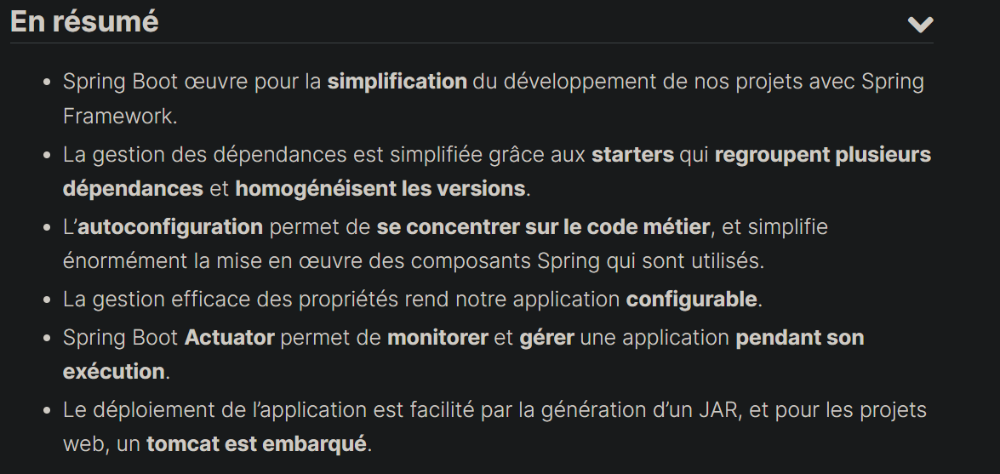 En résumé
• Spring Boot œuvre pour la simplification du développement de nos projets avec Spring
Framework.
• La gestion des dépendances est simplifiée grâce aux starters qui regroupent plusieurs
dépendances et homogénéisent les versions.
• L’autoconfiguration permet de se concentrer sur le code métier, et simplifie
énormément la mise en œuvre des composants Spring qui sont utilisés.
• La gestion efficace des propriétés rend notre application configurable.
• Spring Boot Actuator permet de monitorer et gérer une application pendant son
exécution.
• Le déploiement de l’application est facilité par la génération d’un JAR, et pour les projets
web, un tomcat est embarqué.